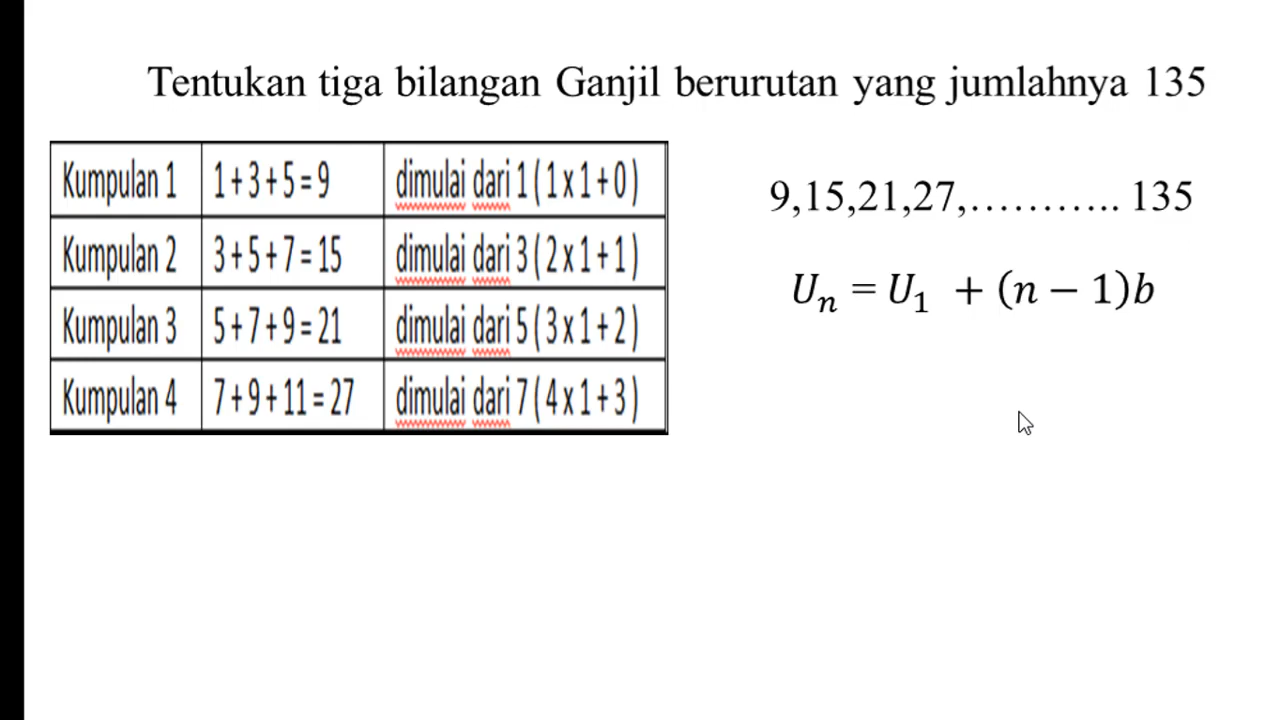 Tentukan tiga bilangan Ganjil berurutan yang jumlahnya 135
Kumpulan 1 1+3+5=9 dimulai dari 1(1x1+0)
Kumpulan 2 3+5+7=15 dimulai dari 3(2x1+1)
Kumpulan 3 5+7+9=21 dimulai dari 5(3x1+2)
Kumpulan 4 7+9+11=27 dimulai dari 7(4x1+3)
9,15,21,27,……….. 135
Uₙ = U₁ + (n − 1)b